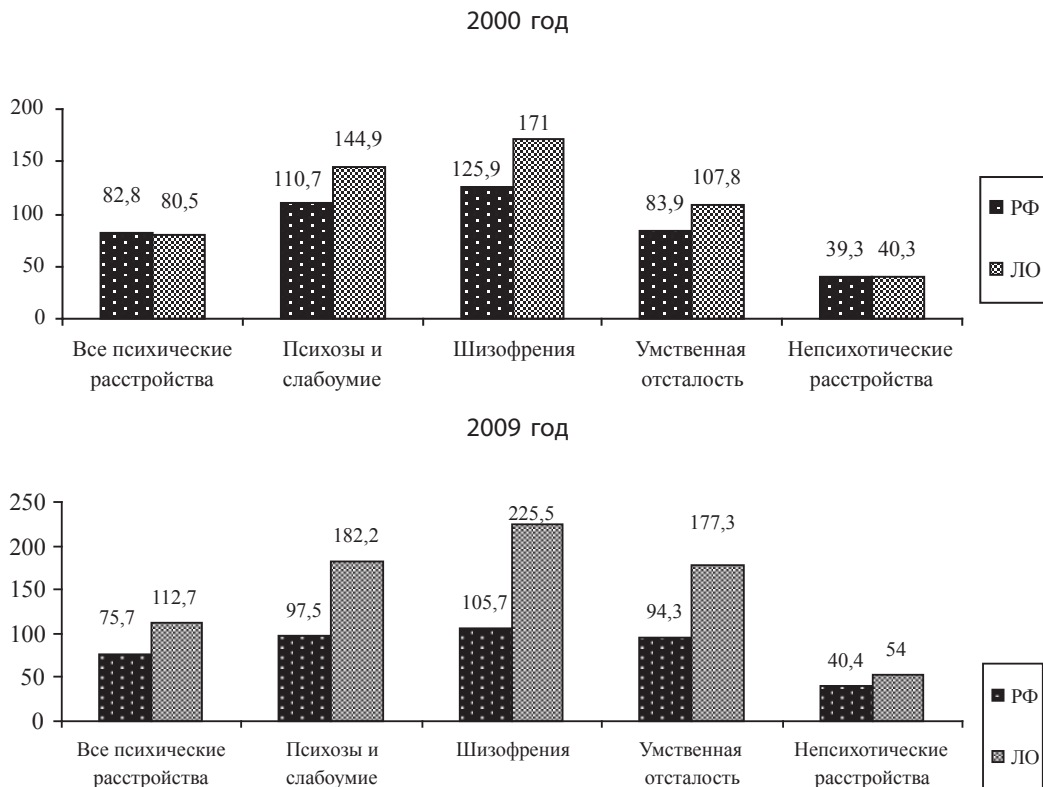 2000 год
200
150
100
50
0
82,8
80,5
110,7
144,9
125,9
171
83,9
107,8
39,3
40,3
Все психические
расстройства
Психозы и
слабоумие
Шизофрения
Умственная
отсталость
Непсихотические
расстройства
РФ
ЛО
2009 год
250
200
150
100
50
0
75,7
112,7
97,5
182,2
105,7
225,5
94,3
177,3
40,4
54
Все психические
расстройства
Психозы и
слабоумие
Шизофрения
Умственная
отсталость
Непсихотические
расстройства
РФ
ЛО